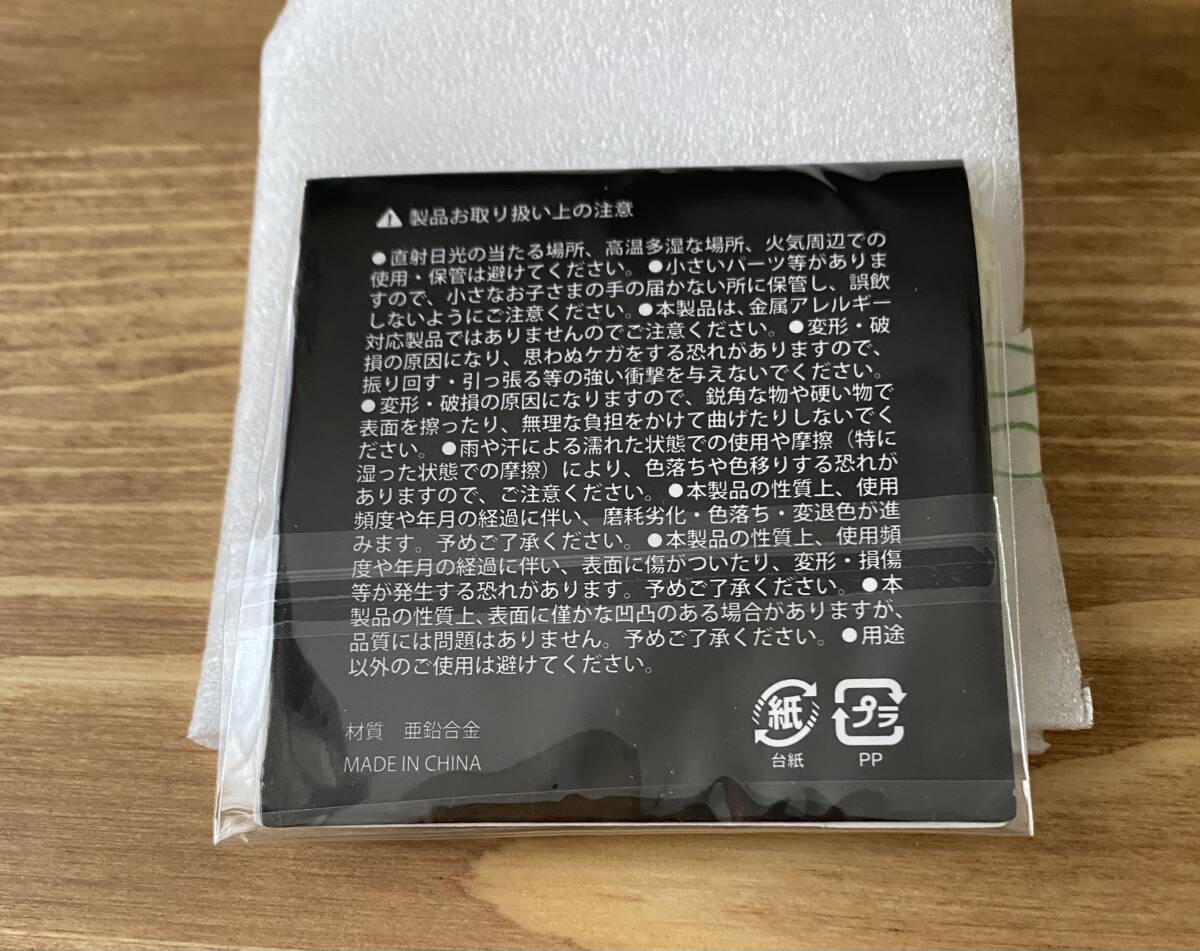 ⚠ 製品お取り扱い上の注意
●直射日光の当たる場所、高温多湿な場所、火気周辺での
使用・保管は避けてください。●小さいパーツ等がありま
すので、小さなお子さまの手の届かない所に保管し、誤飲
しないようにご注意ください。●本製品は、金属アレルギー
対応製品ではありませんのでご注意ください。●変形・破
損の原因になり、思わぬケガをする恐れがありますので、
振り回す・引っ張る等の強い衝撃を与えないでください。
●変形・破損の原因になりますので、鋭角な物や硬い物で
表面を擦ったり、無理な負担をかけて曲げたりしないでく
ださい。●雨や汗による濡れた状態での使用や摩擦（特に
湿った状態での摩擦）により、色落ちや色移りする恐れが
ありますので、ご注意ください。●本製品の性質上、使用
頻度や年月の経過に伴い、磨耗劣化・色落ち・変退色が進
みます。予めご了承ください。●本製品の性質上、使用頻
度や年月の経過に伴い、表面に傷がついたり、変形・損傷
等が発生する恐れがあります。予めご了承ください。●本
製品の性質上、表面に僅かな凹凸のある場合がありますが、
品質には問題はありません。予めご了承ください。●用途
以外のご使用は避けてください。
材質　亜鉛合金
MADE IN CHINA
紙
台紙
プラ
PP